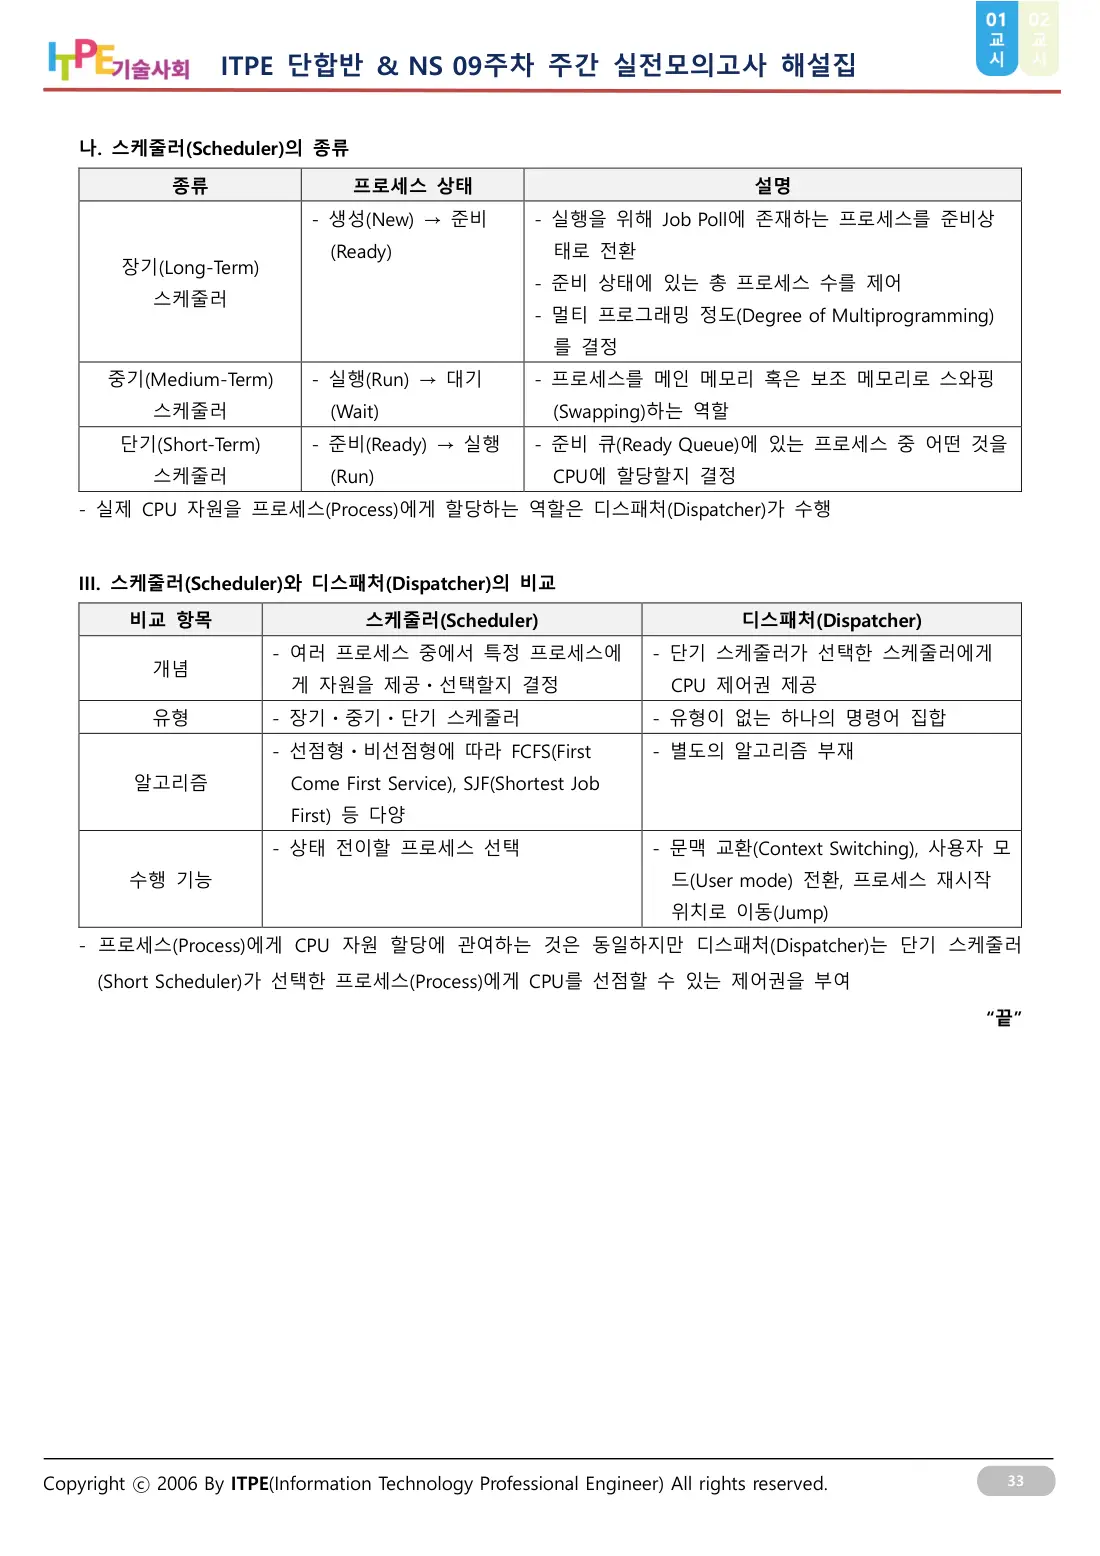 ITPE기술사회 ITPE 단합반 & NS 09주차 주간 실전모의고사 해설집
01 교시
02 교시
나. 스케줄러(Scheduler)의 종류
종류 프로세스 상태 설명
장기(Long-Term) 스케줄러
- 생성(New) → 준비
(Ready)
- 실행을 위해 Job Poll에 존재하는 프로세스를 준비상
태로 전환
- 준비 상태에 있는 총 프로세스 수를 제어
- 멀티 프로그래밍 정도(Degree of Multiprogramming)
를 결정
중기(Medium-Term) 스케줄러
- 실행(Run) → 대기
(Wait)
- 프로세스를 메인 메모리 혹은 보조 메모리로 스와핑
(Swapping)하는 역할
단기(Short-Term) 스케줄러
- 준비(Ready) → 실행
(Run)
- 준비 큐(Ready Queue)에 있는 프로세스 중 어떤 것을
CPU에 할당할지 결정
- 실제 CPU 자원을 프로세스(Process)에게 할당하는 역할은 디스패처(Dispatcher)가 수행
III. 스케줄러(Scheduler)와 디스패처(Dispatcher)의 비교
비교 항목 스케줄러(Scheduler) 디스패처(Dispatcher)
개념
- 여러 프로세스 중에서 특정 프로세스에
게 자원을 제공·선택할지 결정
- 단기 스케줄러가 선택한 스케줄러에게
CPU 제어권 제공
유형
- 장기·중기·단기 스케줄러
- 유형이 없는 하나의 명령어 집합
알고리즘
- 선점형·비선점형에 따라 FCFS(First
Come First Service), SJF(Shortest Job
First) 등 다양
- 별도의 알고리즘 부재
수행 기능
- 상태 전이할 프로세스 선택
- 문맥 교환(Context Switching), 사용자 모
드(User mode) 전환, 프로세스 재시작
위치로 이동(Jump)
- 프로세스(Process)에게 CPU 자원 할당에 관여하는 것은 동일하지만 디스패처(Dispatcher)는 단기 스케줄러
(Short Scheduler)가 선택한 프로세스(Process)에게 CPU를 선점할 수 있는 제어권을 부여
“끝”
Copyright ⓒ 2006 By ITPE(Information Technology Professional Engineer) All rights reserved.
33